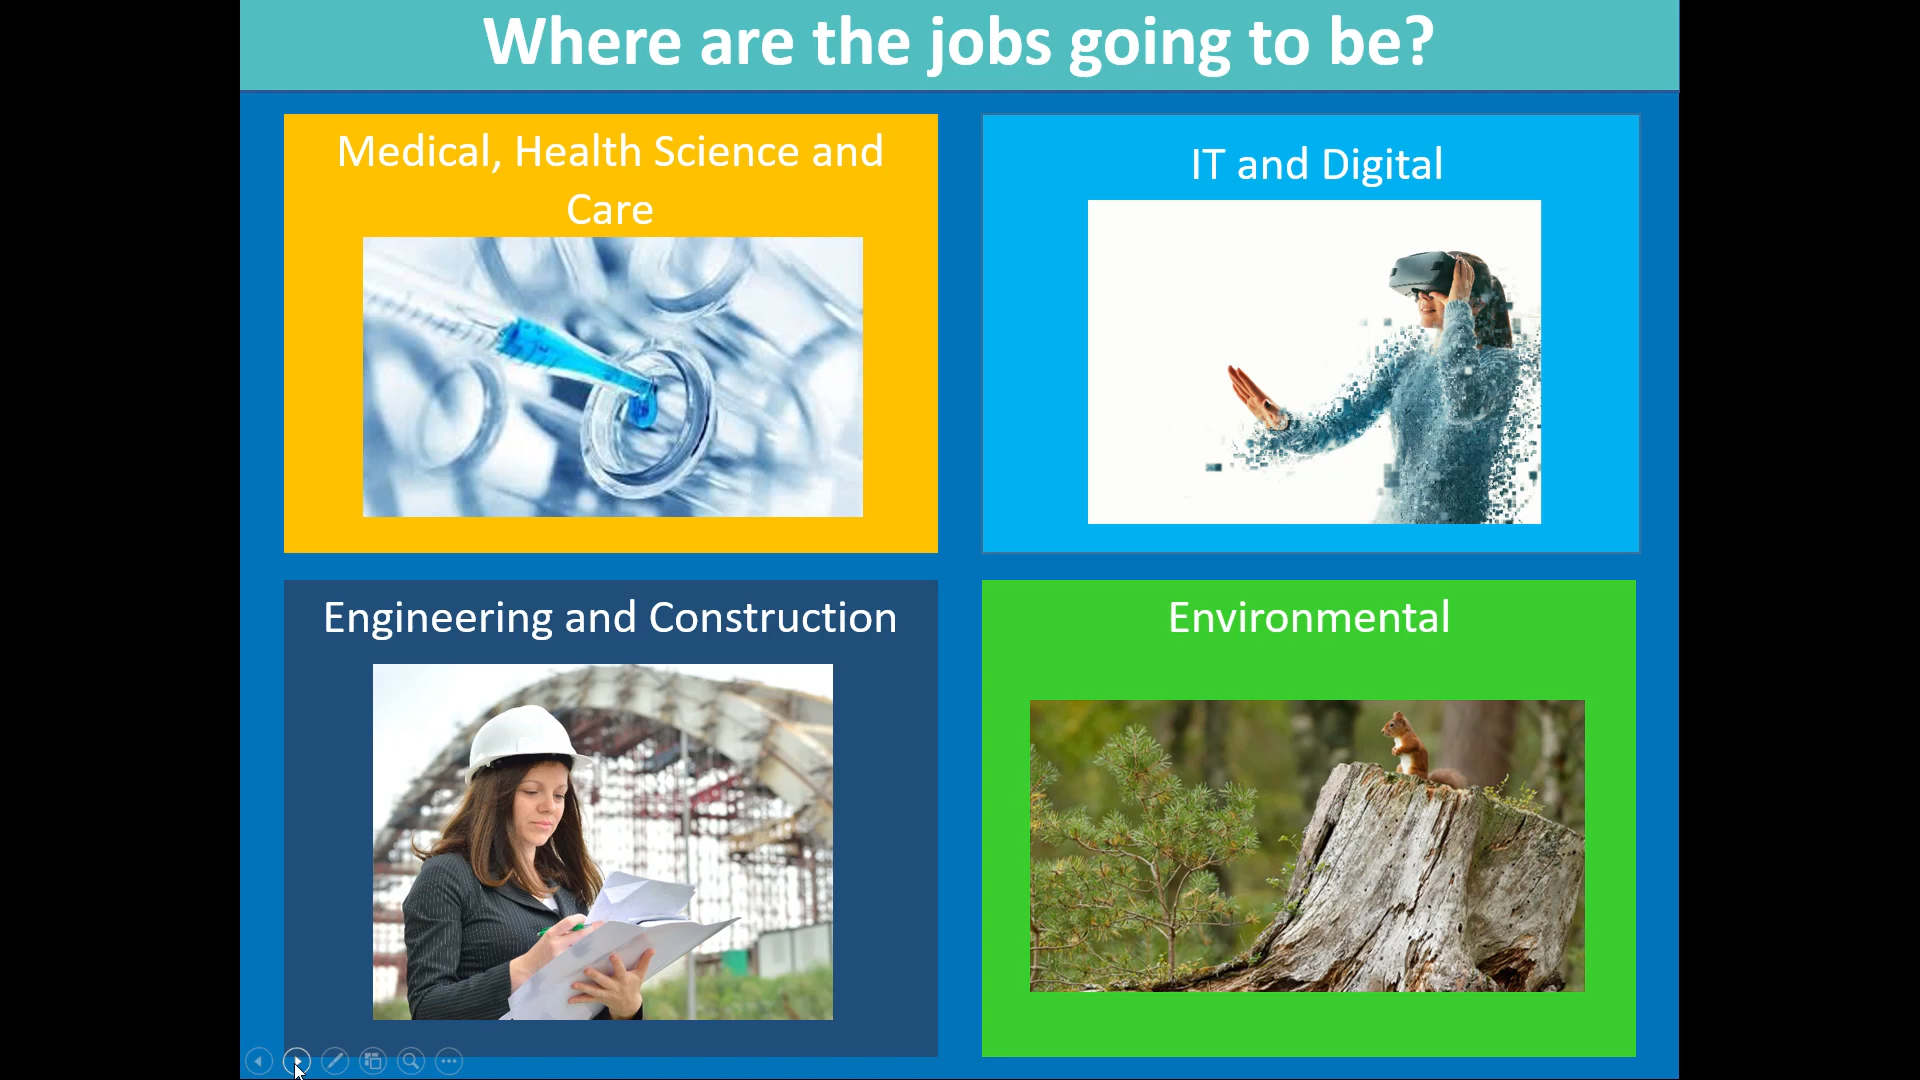 Where are the jobs going to be?
Medical, Health Science and
Care
IT and Digital
Engineering and Construction
Environmental